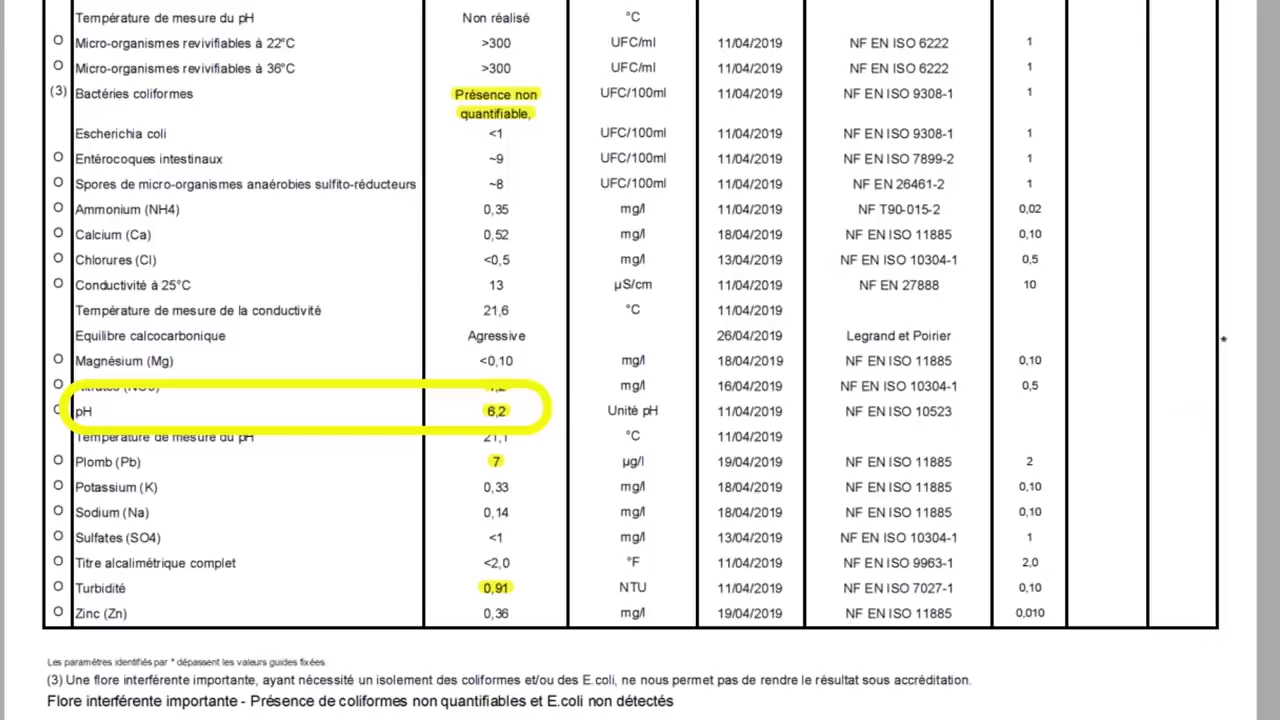 Température de mesure du pH Non réalisé °C
O Micro-organismes revivifiables à 22°C >300 UFC/ml 11/04/2019 NF EN ISO 6222 1
O Micro-organismes revivifiables à 36°C >300 UFC/ml 11/04/2019 NF EN ISO 6222 1
(3) Bactéries coliformes Présence non UFC/100ml 11/04/2019 NF EN ISO 9308-1 1
quantifiable,
Escherichia coli <1 UFC/100ml 11/04/2019 NF EN ISO 9308-1 1
O Entérocoques intestinaux ~9 UFC/100ml 11/04/2019 NF EN ISO 7899-2 1
O Spores de micro-organismes anaérobies sulfito-réducteurs ~8 UFC/100ml 11/04/2019 NF EN 26461-2 1
O Ammonium (NH4) 0,35 mg/l 11/04/2019 NF T90-015-2 0,02
O Calcium (Ca) 0,52 mg/l 18/04/2019 NF EN ISO 11885 0,10
O Chlorures (Cl) <0,5 mg/l 13/04/2019 NF EN ISO 10304-1 0,5
O Conductivité à 25°C 13 µS/cm 11/04/2019 NF EN 27888 10
Température de mesure de la conductivité 21,6 °C 11/04/2019
Equilibre calcocarbonique Agressive 26/04/2019 Legrand et Poirier *
O Magnésium (Mg) <0,10 mg/l 18/04/2019 NF EN ISO 11885 0,10
O Nitrates (NO3) 1,2 mg/l 16/04/2019 NF EN ISO 10304-1 0,5
O pH 6,2 Unité pH 11/04/2019 NF EN ISO 10523
Température de mesure du pH 21,1 °C 11/04/2019
O Plomb (Pb) 7 µg/l 19/04/2019 NF EN ISO 11885 2
O Potassium (K) 0,33 mg/l 18/04/2019 NF EN ISO 11885 0,10
O Sodium (Na) 0,14 mg/l 18/04/2019 NF EN ISO 11885 0,10
O Sulfates (SO4) <1 mg/l 13/04/2019 NF EN ISO 10304-1 1
O Titre alcalimétrique complet <2,0 °F 11/04/2019 NF EN ISO 9963-1 2,0
O Turbidité 0,91 NTU 11/04/2019 NF EN ISO 7027-1 0,10
O Zinc (Zn) 0,36 mg/l 19/04/2019 NF EN ISO 11885 0,010
Les paramètres identifiés par * dépassent les valeurs guides fixées.
(3) Une flore interférente importante, ayant nécessité un isolement des coliformes et/ou des E.coli, ne nous permet pas de rendre le résultat sous accréditation.
Flore interférente importante - Présence de coliformes non quantifiables et E.coli non détectés